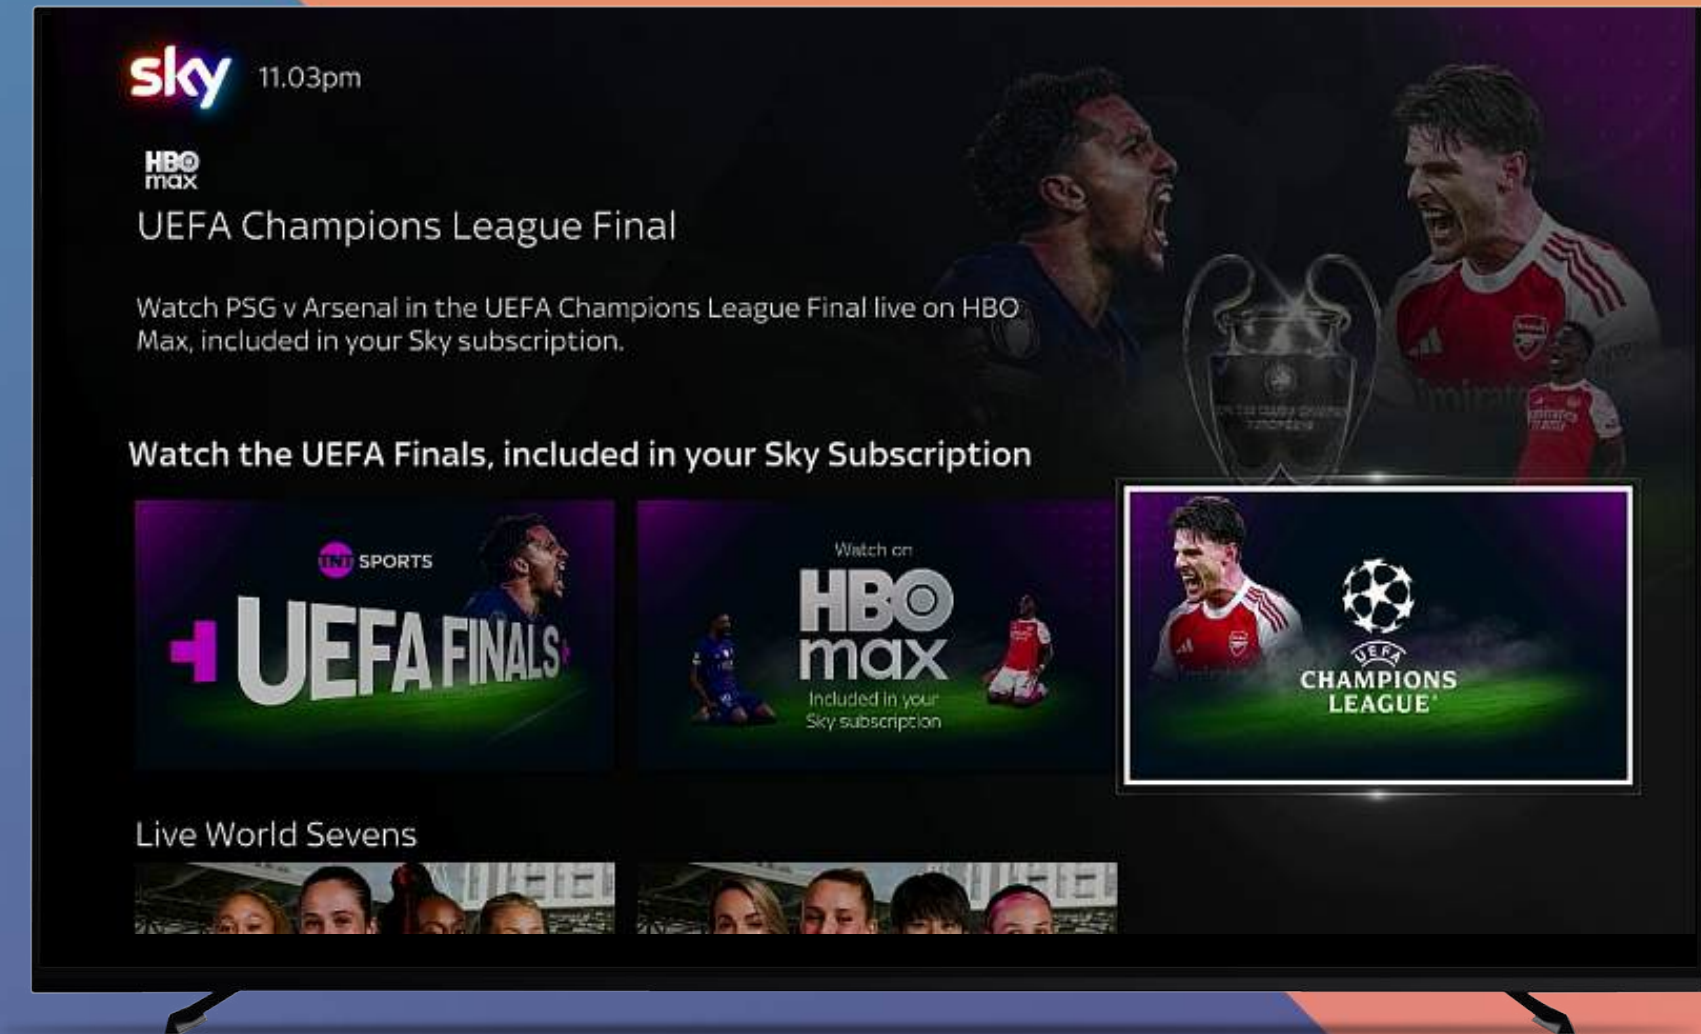 sky 11.03pm
HBO
max
UEFA Champions League Final
Watch PSG v Arsenal in the UEFA Champions League Final live on HBO
Max, included in your Sky subscription.
Watch the UEFA Finals, included in your Sky Subscription
TNT SPORTS
UEFA FINALS
Watch on
HBO
max
Included in your
Sky subscription
UEFA
CHAMPIONS
LEAGUE
Live World Sevens